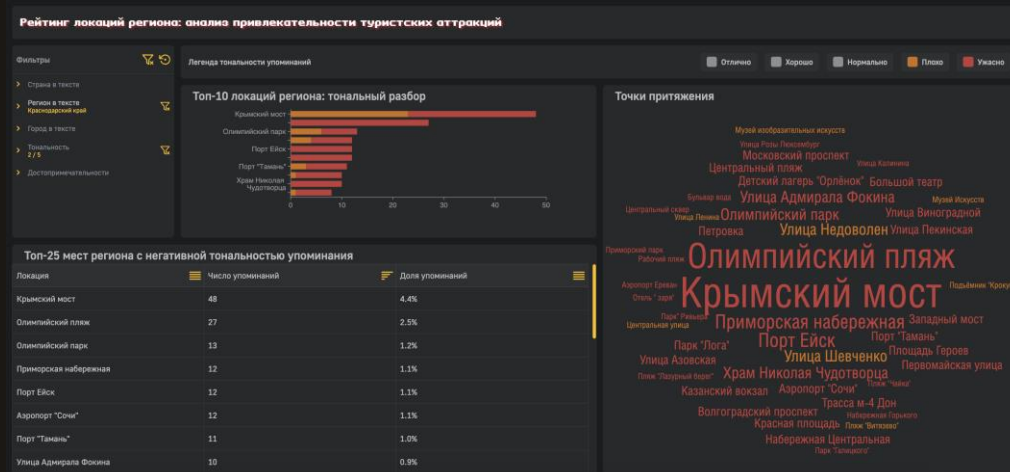 Рейтинг локаций региона: анализ привлекательности туристских аттракций
Фильтры
Страна в тексте
Регион в тексте
Краснодарский край
Город в тексте
Тональность
2 / 5
Достопримечательности
Легенда тональности упоминаний
Отлично Хорошо Нормально Плохо Ужасно
Топ-10 локаций региона: тональный разбор
Крымский мост
Олимпийский парк
Порт Ейск
Порт "Тамань"
Храм Николая
Чудотворца
0 10 20 30 40 50
Топ-25 мест региона с негативной тональностью упоминания
Локация Число упоминаний Доля упоминаний
Крымский мост 48 4.4%
Олимпийский пляж 27 2.5%
Олимпийский парк 13 1.2%
Приморская набережная 12 1.1%
Порт Ейск 12 1.1%
Аэропорт "Сочи" 12 1.1%
Порт "Тамань" 11 1.0%
Улица Адмирала Фокина 10 0.9%
Точки притяжения
Музей изобразительных искусств
Улица Розы Люксембург
Московский проспект
Улица Калинина
Центральный пляж
Детский лагерь "Орлёнок" Большой театр
Бульвар вода Улица Адмирала Фокина Музей Искусств
Центральный сквер
Улица Ленина Олимпийский парк Улица Виноградной
Петровка Улица Недоволен Улица Пекинская
Приморский парк
Рабочий пляж Олимпийский пляж
Аэропорт Ереван
Отель " заря" Крымский мост Подъёмник "Крокус
Парк" Ривьера"
Центральная улица Приморская набережная Западный мост
Парк "Лога" Порт Ейск Порт "Тамань"
Улица Азовская Улица Шевченко Площадь Героев
Пляж "Лазурный берег" Храм Николая Чудотворца Первомайская улица
Казанский вокзал Аэропорт "Сочи" Пляж "Чайка"
Трасса м-4 Дон
Волгоградский проспект Набережная Горького
Красная площадь Пляж "Витязево"
Набережная Центральная
Парк "Галицкого"